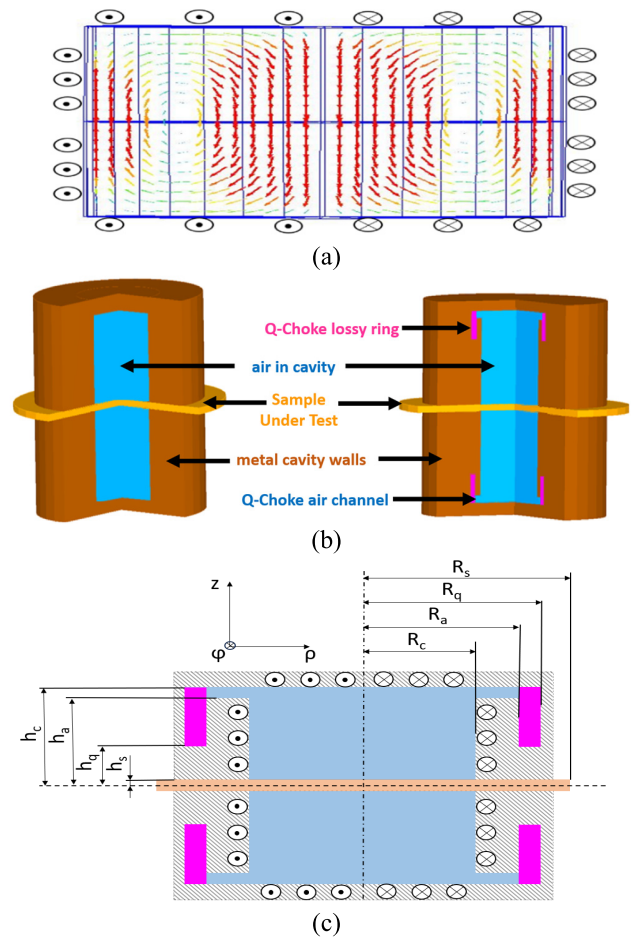 (a)
Q-Choke lossy ring
air in cavity
Sample
Under Test
metal cavity walls
Q-Choke air channel
(b)
Rs
Rq
Ra
Rc
z
φ
ρ
hc
ha
hq
hs
(c)